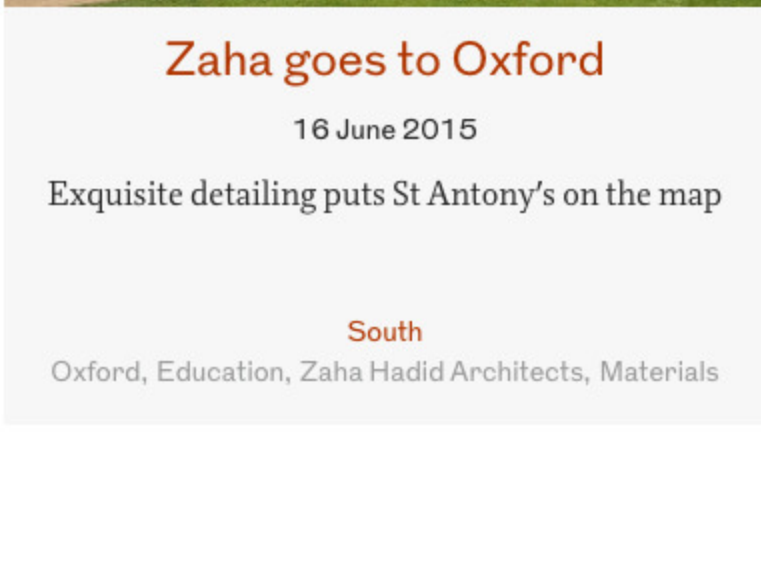 Zaha goes to Oxford
16 June 2015
Exquisite detailing puts St Antony's on the map
South
Oxford, Education, Zaha Hadid Architects, Materials